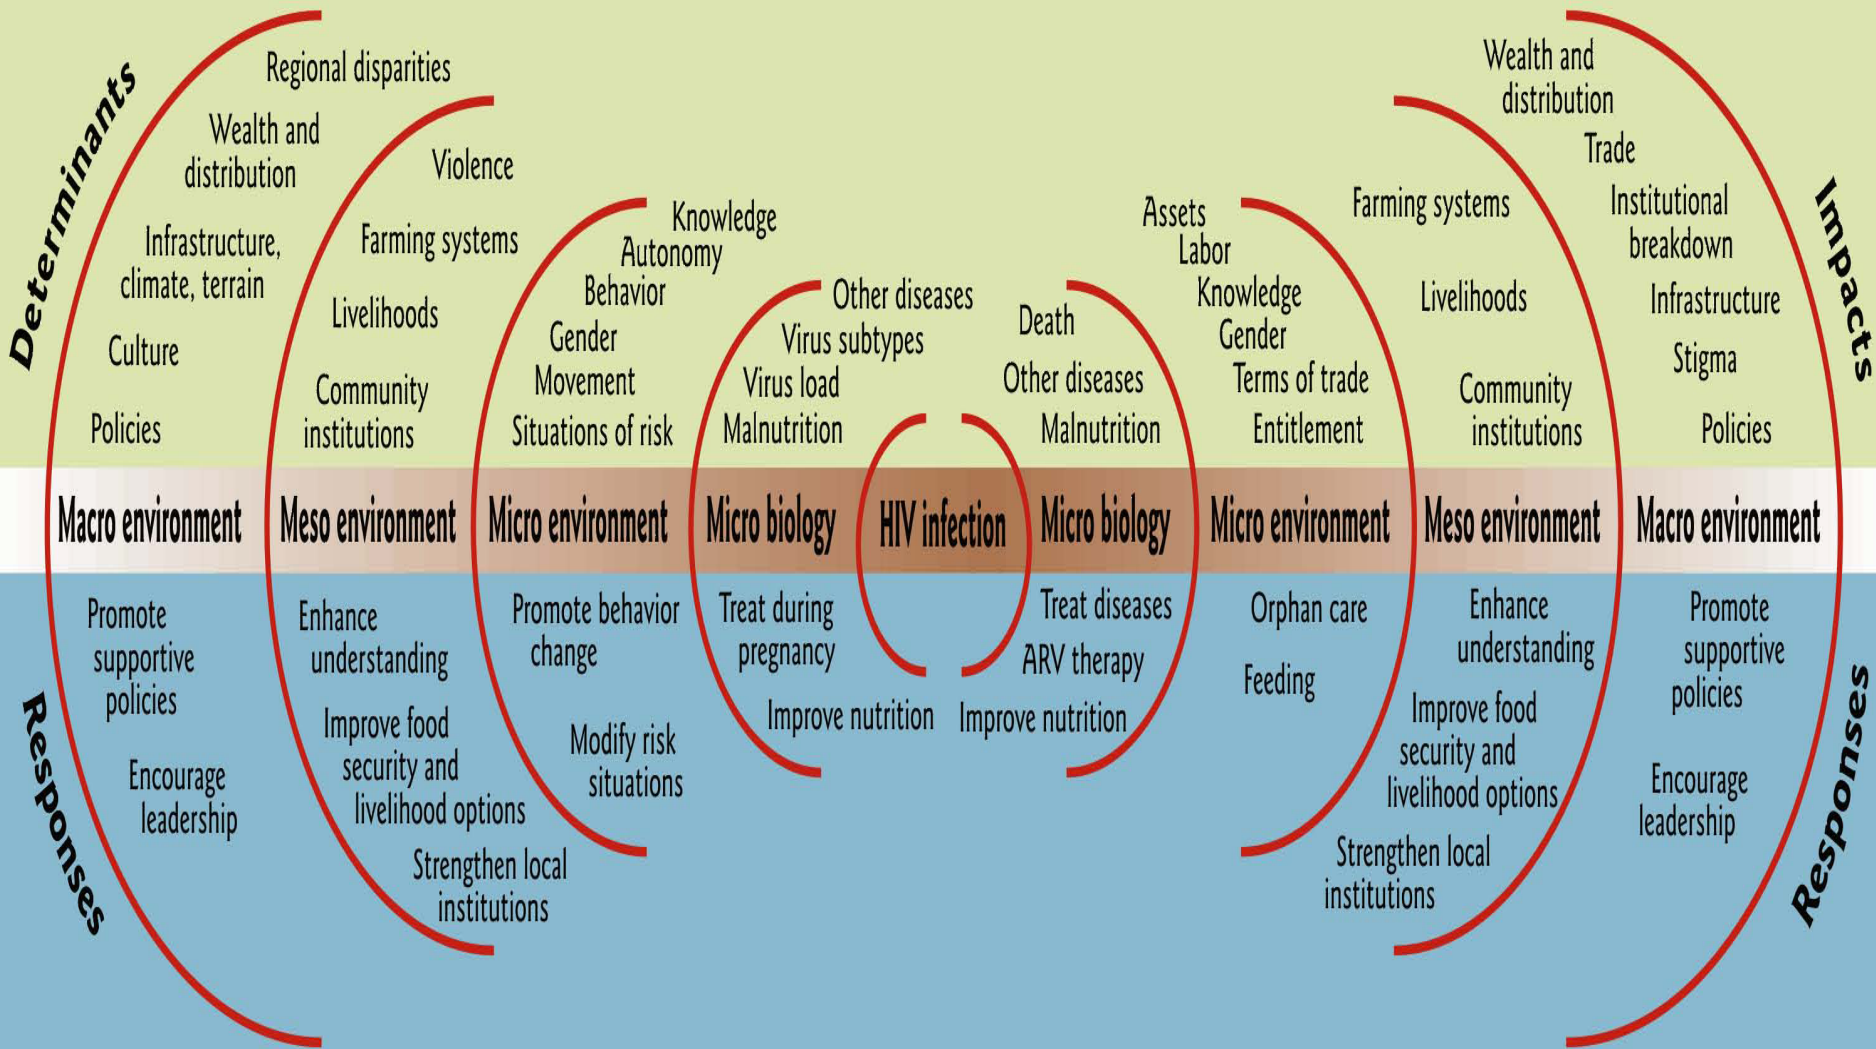 Determinants
Regional disparities
Wealth and
distribution
Infrastructure,
climate, terrain
Culture
Policies
Violence
Farming systems
Livelihoods
Community
institutions
Knowledge
Autonomy
Behavior
Gender
Movement
Situations of risk
Other diseases
Virus subtypes
Virus load
Malnutrition
Death
Other diseases
Malnutrition
Assets
Labor
Knowledge
Gender
Terms of trade
Entitlement
Farming systems
Livelihoods
Community
institutions
Wealth and
distribution
Trade
Institutional
breakdown
Infrastructure
Stigma
Policies
Impacts
Macro environment
Meso environment
Micro environment
Micro biology
HIV infection
Micro biology
Micro environment
Meso environment
Macro environment
Responses
Promote
supportive
policies
Encourage
leadership
Enhance
understanding
Improve food
security and
livelihood options
Strengthen local
institutions
Promote behavior
change
Modify risk
situations
Treat during
pregnancy
Improve nutrition
Treat diseases
ARV therapy
Improve nutrition
Orphan care
Feeding
Enhance
understanding
Improve food
security and
livelihood options
Strengthen local
institutions
Promote
supportive
policies
Encourage
leadership
Responses